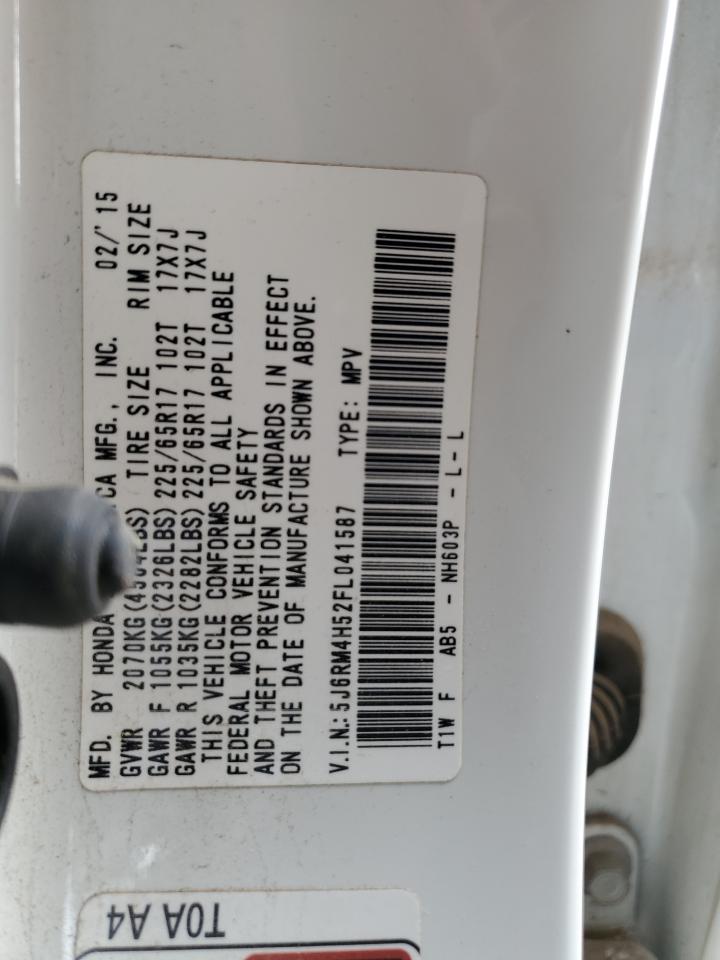 MFD. BY HONDA MFG., INC. 02/'15
GVWR 2070KG TIRE SIZE RIM SIZE
GAWR F 1055KG(2326LBS) 225/65R17 102T 17X7J
GAWR R 1035KG(2282LBS) 225/65R17 102T 17X7J
THIS VEHICLE CONFORMS TO ALL APPLICABLE
FEDERAL MOTOR VEHICLE SAFETY
AND THEFT PREVENTION STANDARDS IN EFFECT
ON THE DATE OF MANUFACTURE SHOWN ABOVE.
V.I.N.: 5J6RM4H52FL041587 TYPE: MPV
T1W F AB5 - NH603P - L-L
T0A A4